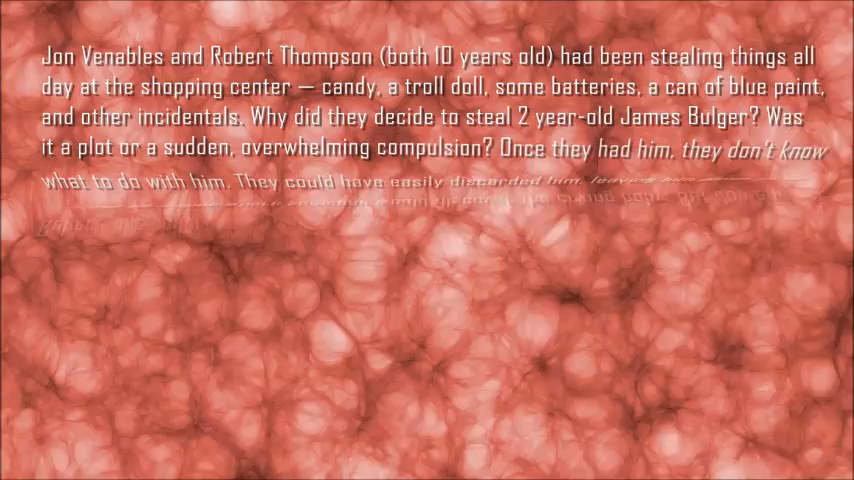 Jon Venables and Robert Thompson (both 10 years old) had been stealing things all
day at the shopping center — candy, a troll doll, some batteries, a can of blue paint,
and other incidentals. Why did they decide to steal 2 year-old James Bulger? Was
it a plot or a sudden, overwhelming compulsion? Once they had him, they don't know
what to do with him. They could have easily discarded him, leaving him